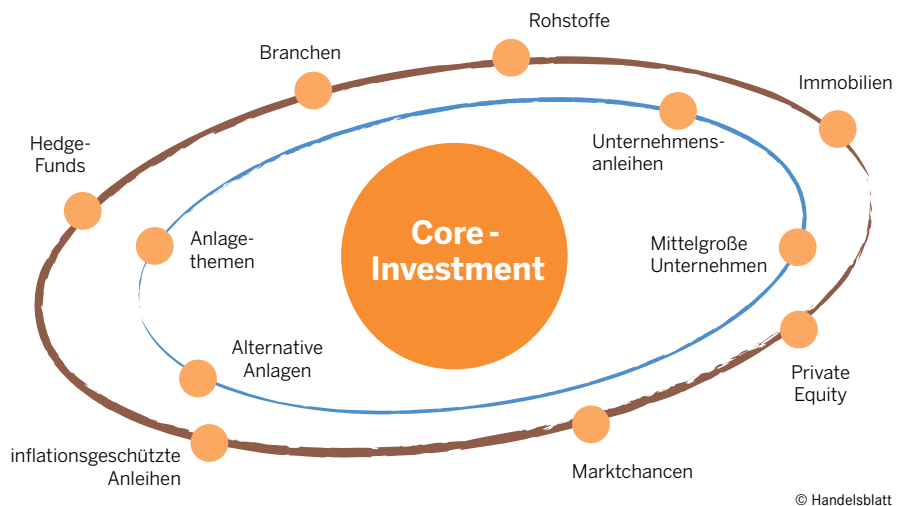 Rohstoffe
Branchen
Immobilien
Hedge-
Funds
Unternehmens-
anleihen
Core -
Investment
Anlage-
themen
Mittelgroße
Unternehmen
Alternative
Anlagen
Private
Equity
inflationsgeschützte
Anleihen
Marktchancen
© Handelsblatt